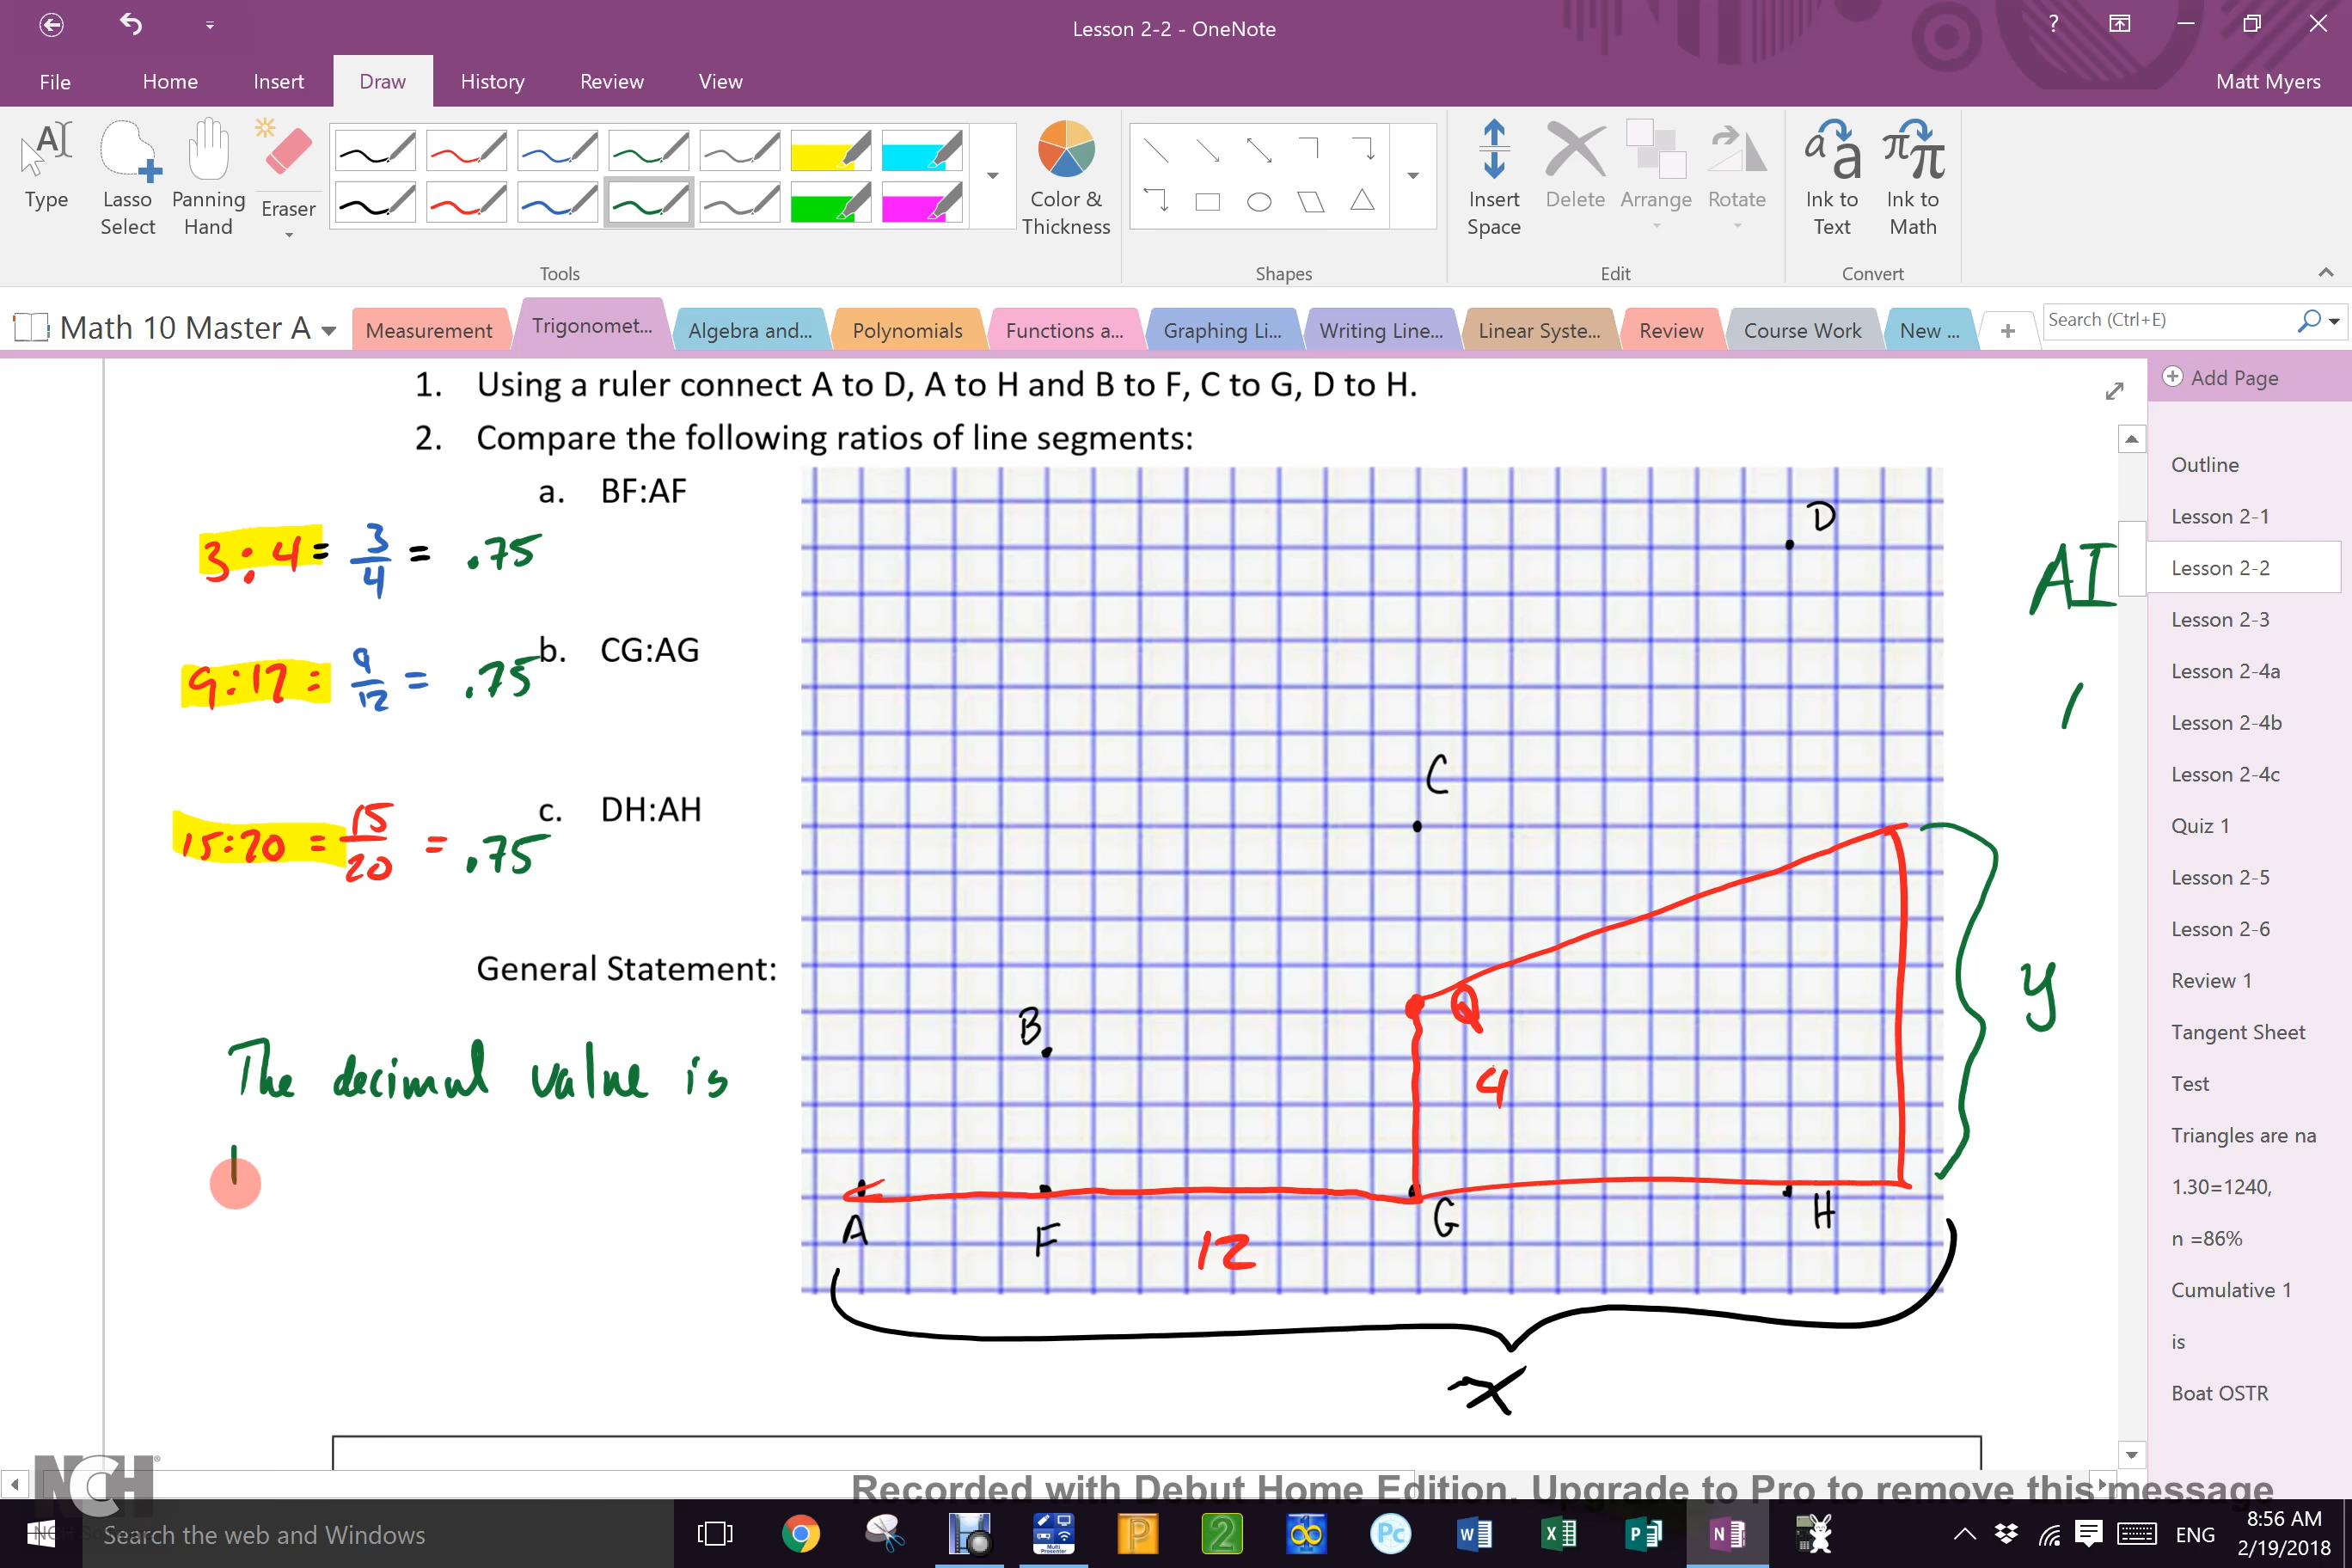 Lesson 2-2 - OneNote
?
File Home Insert Draw History Review View Matt Myers
Type
Lasso Select
Panning Hand
Eraser
Color & Thickness
Insert Space
Delete
Arrange
Rotate
Ink to Text
Ink to Math
Tools Shapes Edit Convert
Math 10 Master A
Measurement Trigonomet... Algebra and... Polynomials Functions a... Graphing Li... Writing Line... Linear Syste... Review Course Work New ... + Search (Ctrl+E)
1. Using a ruler connect A to D, A to H and B to F, C to G, D to H.
2. Compare the following ratios of line segments:
a. BF:AF
3:4 = 3/4 = .75
b. CG:AG
9:12 = 9/12 = .75
c. DH:AH
15:20 = 15/20 = .75
General Statement:
The decimal value is
D
C
B
Q
4
A
F
G
H
12
y
x
AI
Add Page
Outline
Lesson 2-1
Lesson 2-2
Lesson 2-3
Lesson 2-4a
Lesson 2-4b
Lesson 2-4c
Quiz 1
Lesson 2-5
Lesson 2-6
Review 1
Tangent Sheet
Test
Triangles are na
1.30=1240,
n =86%
Cumulative 1
is
Boat OSTR
NCH
Recorded with Debut Home Edition. Upgrade to Pro to remove this message
Search the web and Windows
ENG
8:56 AM
2/19/2018